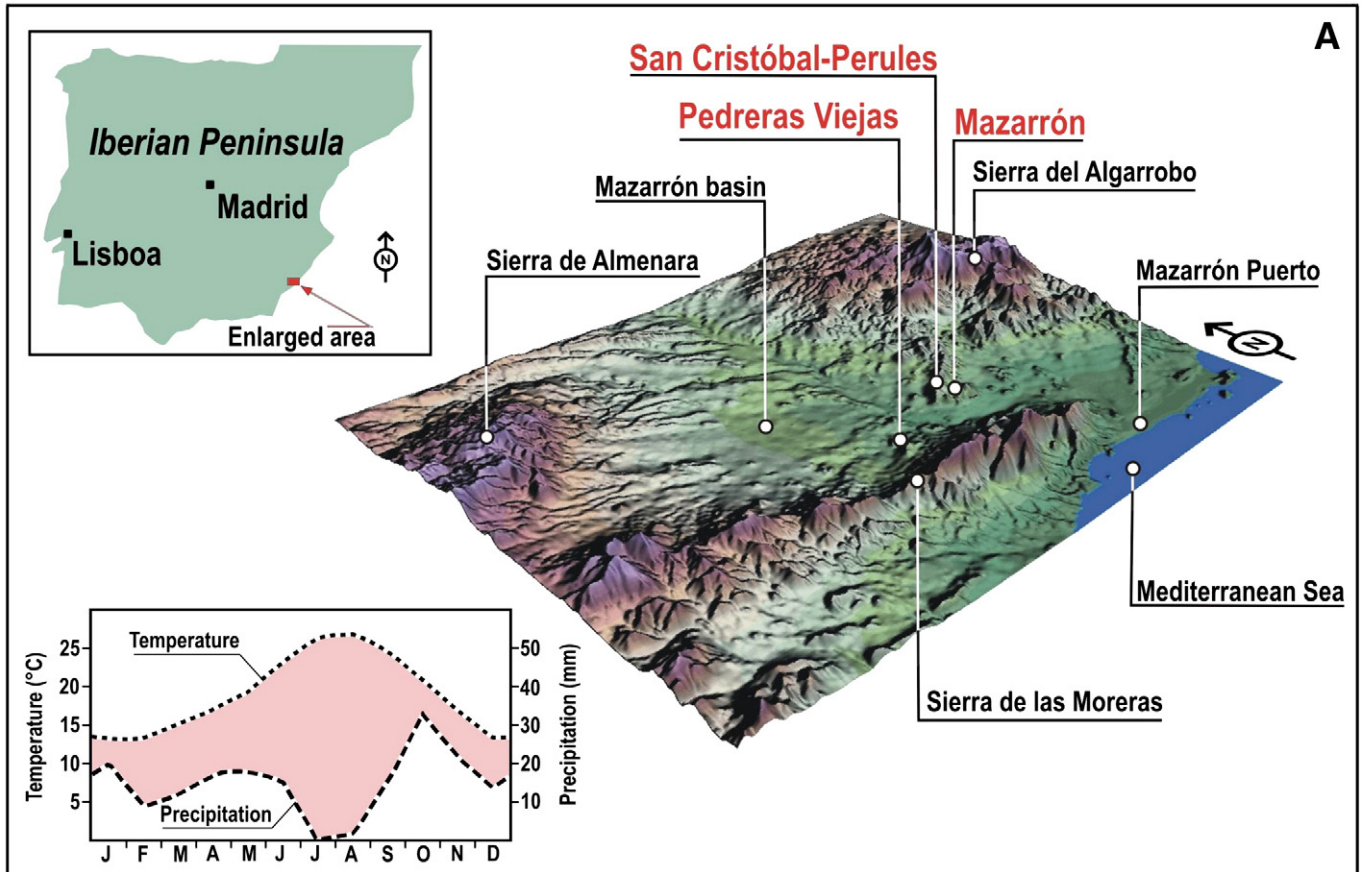 A
Iberian Peninsula
Madrid
Lisboa
N
Enlarged area
San Cristóbal-Perules
Pedreras Viejas
Mazarrón
Sierra del Algarrobo
Mazarrón basin
Sierra de Almenara
Mazarrón Puerto
N
Mediterranean Sea
Sierra de las Moreras
Temperature (°C)
25
20
15
10
5
Temperature
Precipitation
50
40
30
20
10
Precipitation (mm)
J F M A M J J A S O N D